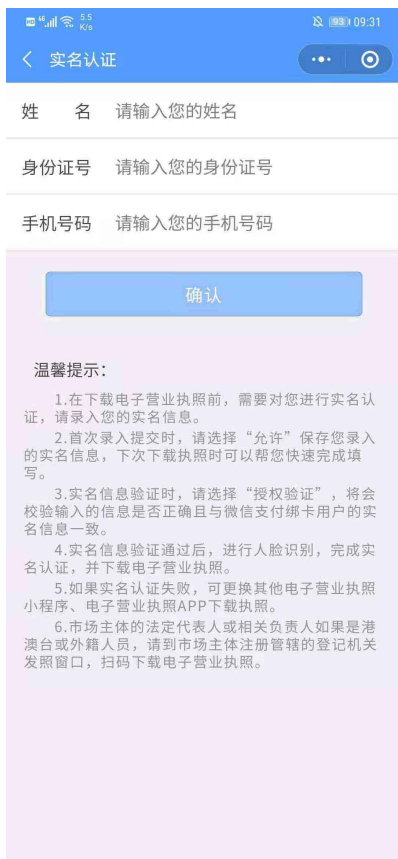 HD 4G 5.5 K/s 93 09:31
实名认证
姓 名 请输入您的姓名
身份证号 请输入您的身份证号
手机号码 请输入您的手机号码
确认
温馨提示：
1.在下载电子营业执照前，需要对您进行实名认
证，请录入您的实名信息。
2.首次录入提交时，请选择“允许”保存您录入
的实名信息，下次下载执照时可以帮您快速完成填
写。
3.实名信息验证时，请选择“授权验证”，将会
校验输入的信息是否正确且与微信支付绑卡用户的实
名信息一致。
4.实名信息验证通过后，进行人脸识别，完成实
名认证，并下载电子营业执照。
5.如果实名认证失败，可更换其他电子营业执照
小程序、电子营业执照APP下载执照。
6.市场主体的法定代表人或相关负责人如果是港
澳台或外籍人员，请到市场主体注册管辖的登记机关
发照窗口，扫码下载电子营业执照。